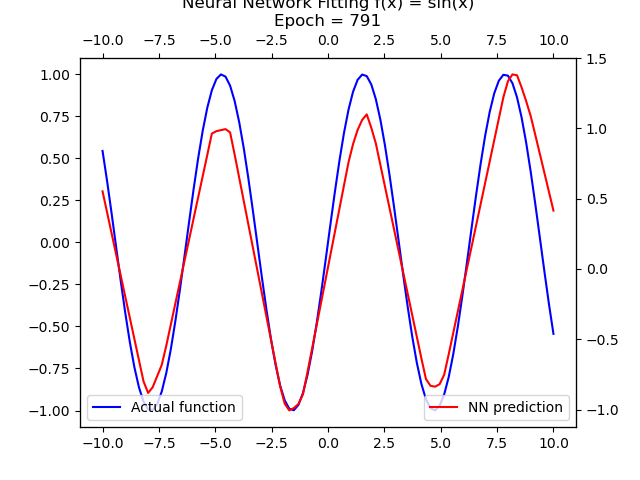 Neural Network Fitting f(x) = sin(x)
Epoch = 791
−10.0 −7.5 −5.0 −2.5 0.0 2.5 5.0 7.5 10.0
1.00
0.75
0.50
0.25
0.00
−0.25
−0.50
−0.75
−1.00
1.5
1.0
0.5
0.0
−0.5
−1.0
Actual function
NN prediction
−10.0 −7.5 −5.0 −2.5 0.0 2.5 5.0 7.5 10.0